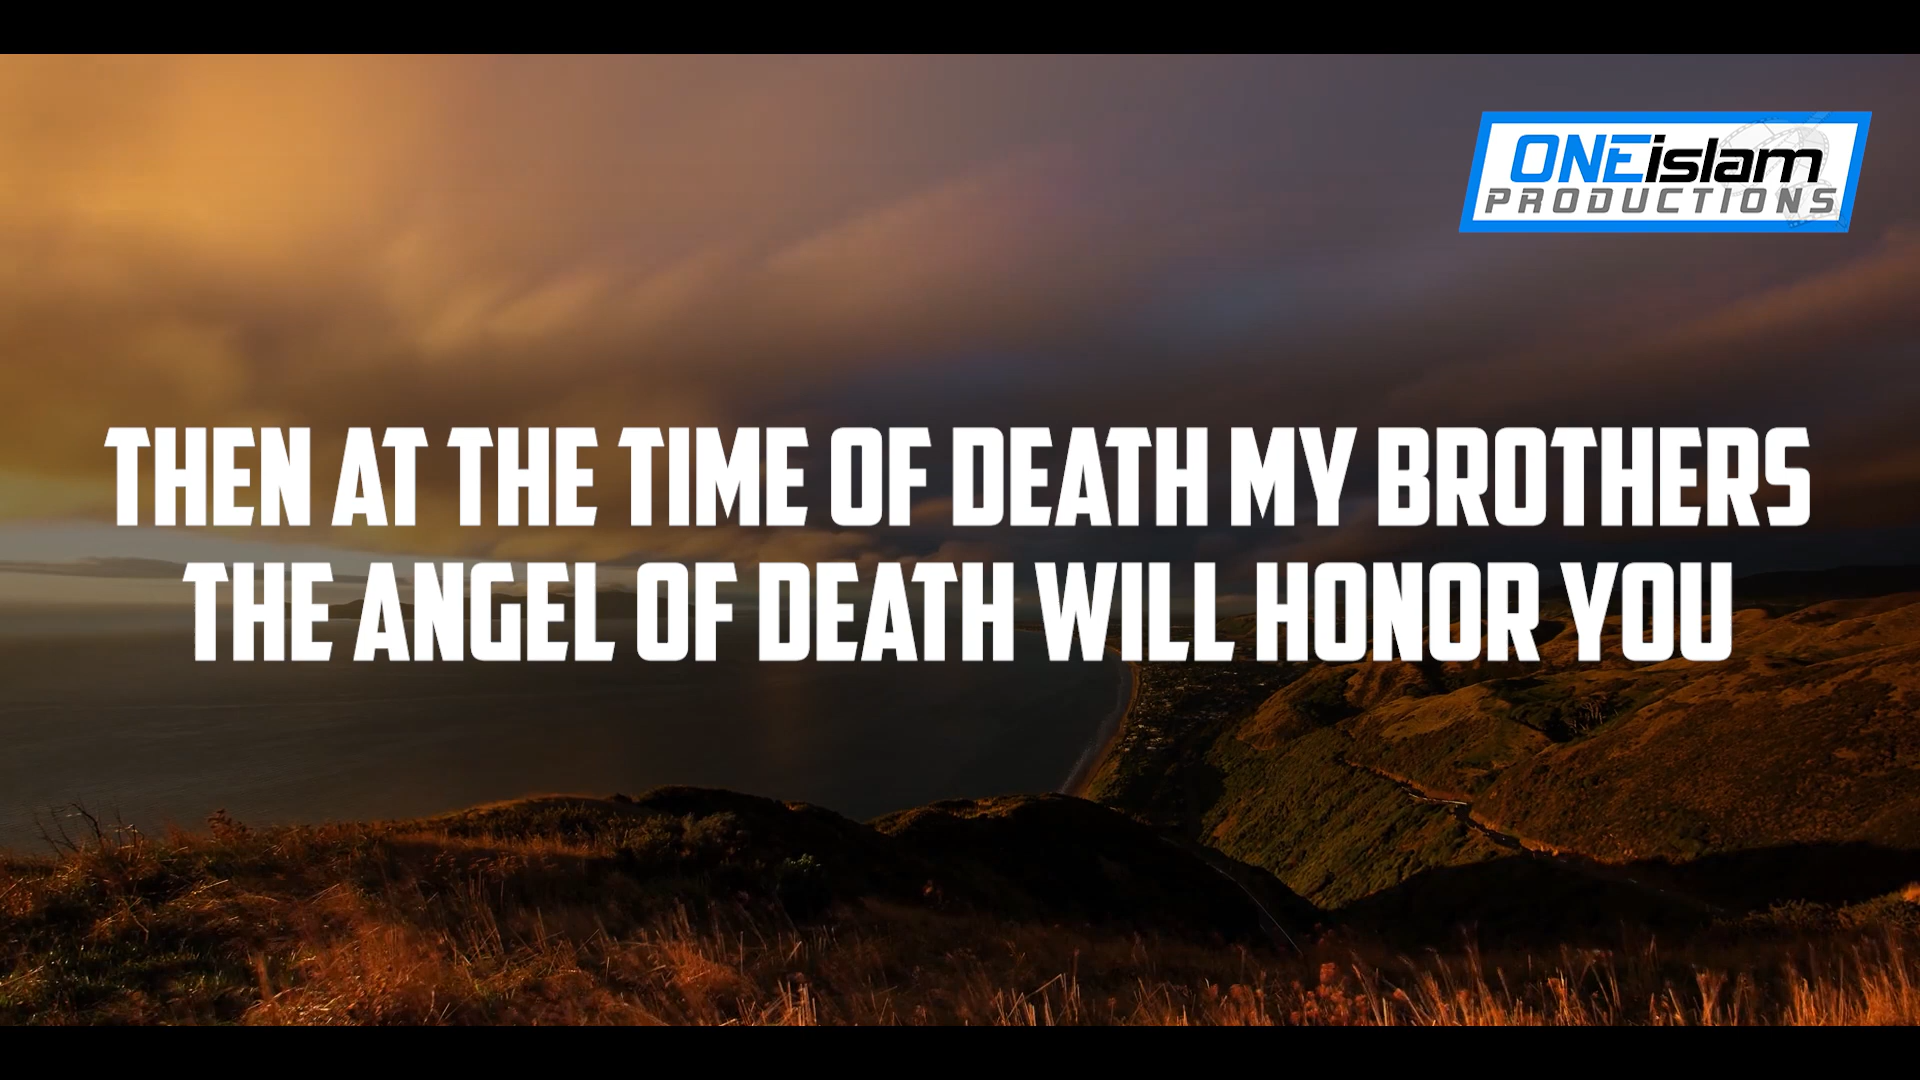 ONEislam
PRODUCTIONS
THEN AT THE TIME OF DEATH MY BROTHERS
THE ANGEL OF DEATH WILL HONOR YOU